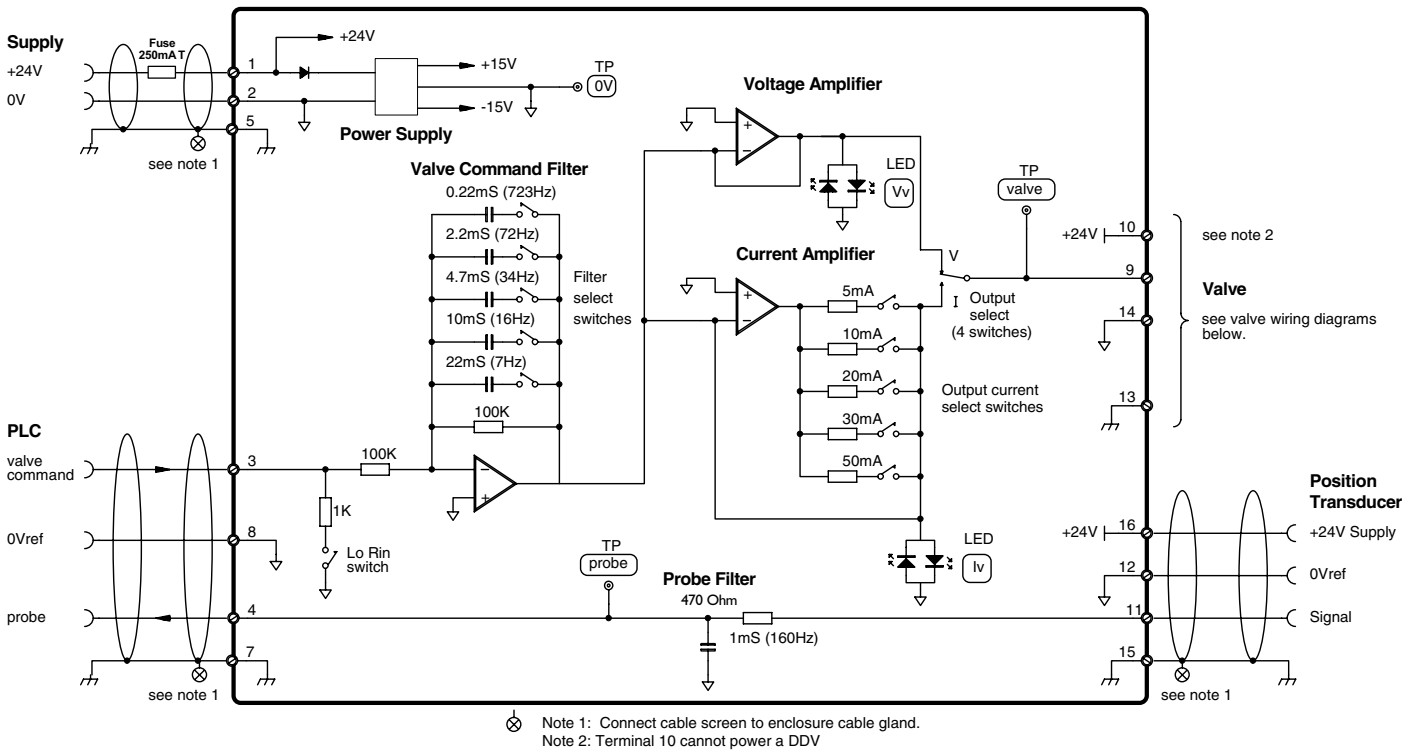 Supply
Fuse
250mA T
+24V
0V
1
2
5
see note 1
+24V
+15V
-15V
TP
0V
Power Supply
Valve Command Filter
0.22mS (723Hz)
2.2mS (72Hz)
4.7mS (34Hz)
10mS (16Hz)
22mS (7Hz)
100K
Filter
select
switches
Voltage Amplifier
+
−
LED
Vv
Current Amplifier
+
−
5mA
10mA
20mA
30mA
50mA
V
I
Output
select
(4 switches)
Output current
select switches
LED
Iv
TP
valve
+24V
10
9
14
13
see note 2
Valve
see valve wiring diagrams
below.
PLC
valve
command
0Vref
probe
3
8
4
7
see note 1
100K
1K
Lo Rin
switch
−
+
TP
probe
Probe Filter
470 Ohm
1mS (160Hz)
+24V
16
12
11
15
Position
Transducer
+24V Supply
0Vref
Signal
see note 1
Note 1: Connect cable screen to enclosure cable gland.
Note 2: Terminal 10 cannot power a DDV